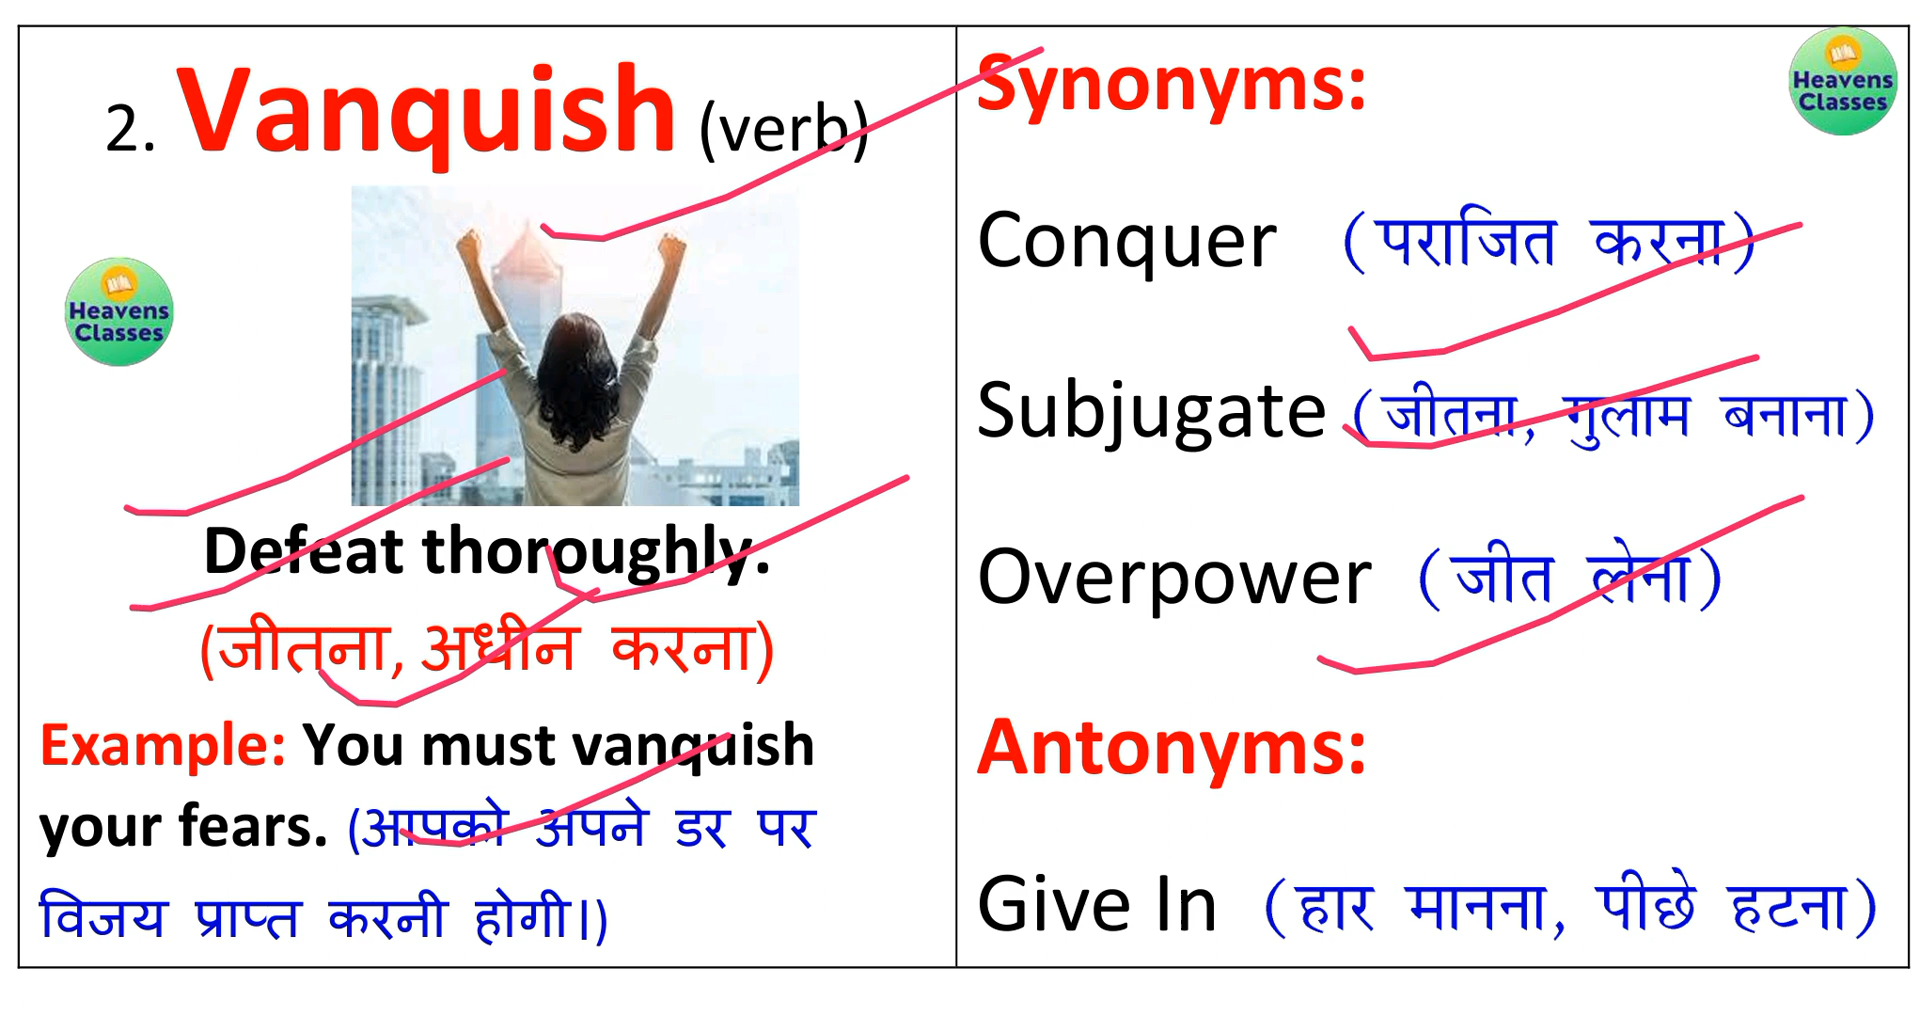 2. Vanquish (verb)
Heavens
Classes
Defeat thoroughly.
(जीतना, अधीन करना)
Example: You must vanquish
your fears. (आपको अपने डर पर
विजय प्राप्त करनी होगी।)
Synonyms:
Heavens
Classes
Conquer (पराजित करना)
Subjugate (जीतना, गुलाम बनाना)
Overpower (जीत लेना)
Antonyms:
Give In (हार मानना, पीछे हटना)